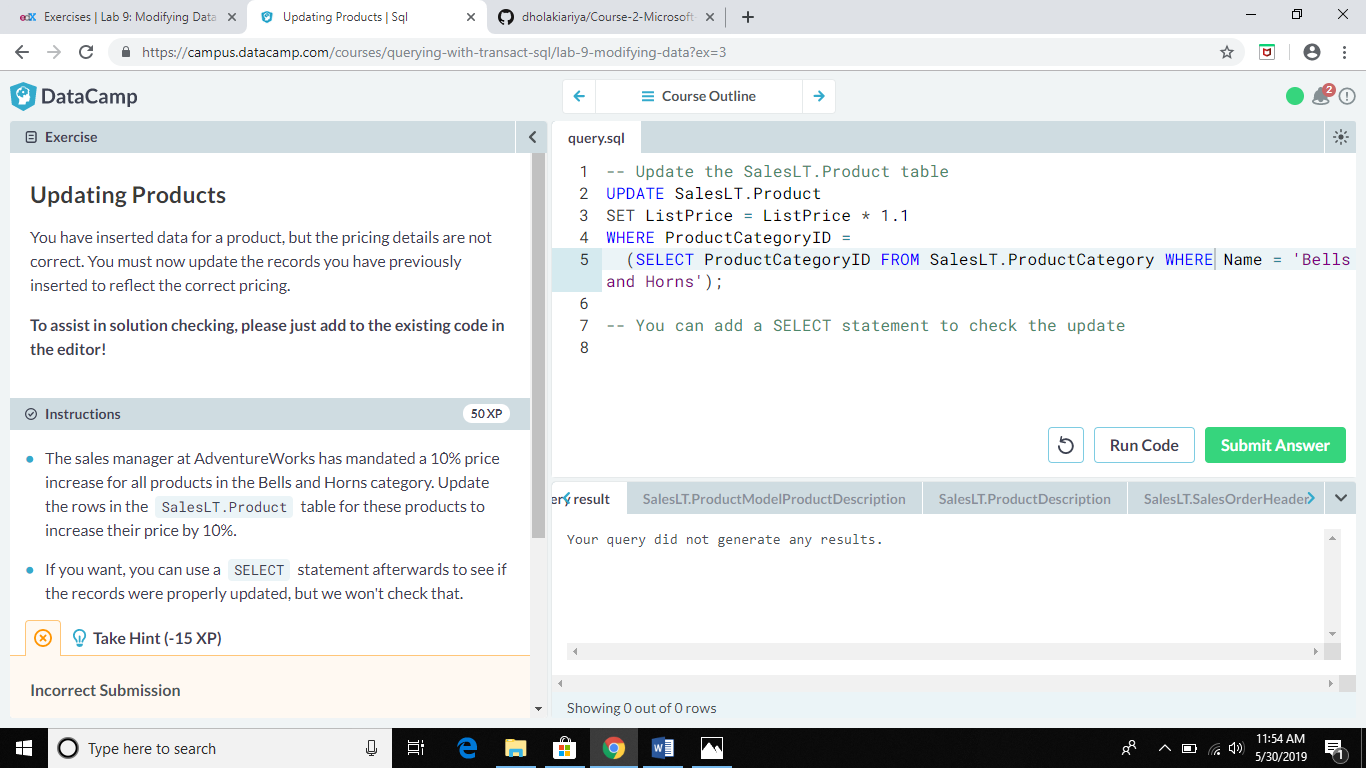 edX Exercises | Lab 9: Modifying Data
Updating Products | Sql
dholakiariya/Course-2-Microsoft-
https://campus.datacamp.com/courses/querying-with-transact-sql/lab-9-modifying-data?ex=3
DataCamp
Course Outline
2
Exercise
Updating Products
You have inserted data for a product, but the pricing details are not
correct. You must now update the records you have previously
inserted to reflect the correct pricing.
To assist in solution checking, please just add to the existing code in
the editor!
Instructions
50 XP
The sales manager at AdventureWorks has mandated a 10% price
increase for all products in the Bells and Horns category. Update
the rows in the SalesLT.Product table for these products to
increase their price by 10%.
If you want, you can use a SELECT statement afterwards to see if
the records were properly updated, but we won't check that.
Take Hint (-15 XP)
Incorrect Submission
query.sql
1 -- Update the SalesLT.Product table
2 UPDATE SalesLT.Product
3 SET ListPrice = ListPrice * 1.1
4 WHERE ProductCategoryID =
5 (SELECT ProductCategoryID FROM SalesLT.ProductCategory WHERE Name = 'Bells
and Horns');
6
7 -- You can add a SELECT statement to check the update
8
Run Code
Submit Answer
ery result
SalesLT.ProductModelProductDescription
SalesLT.ProductDescription
SalesLT.SalesOrderHeader
Your query did not generate any results.
Showing 0 out of 0 rows
Type here to search
11:54 AM
5/30/2019
1